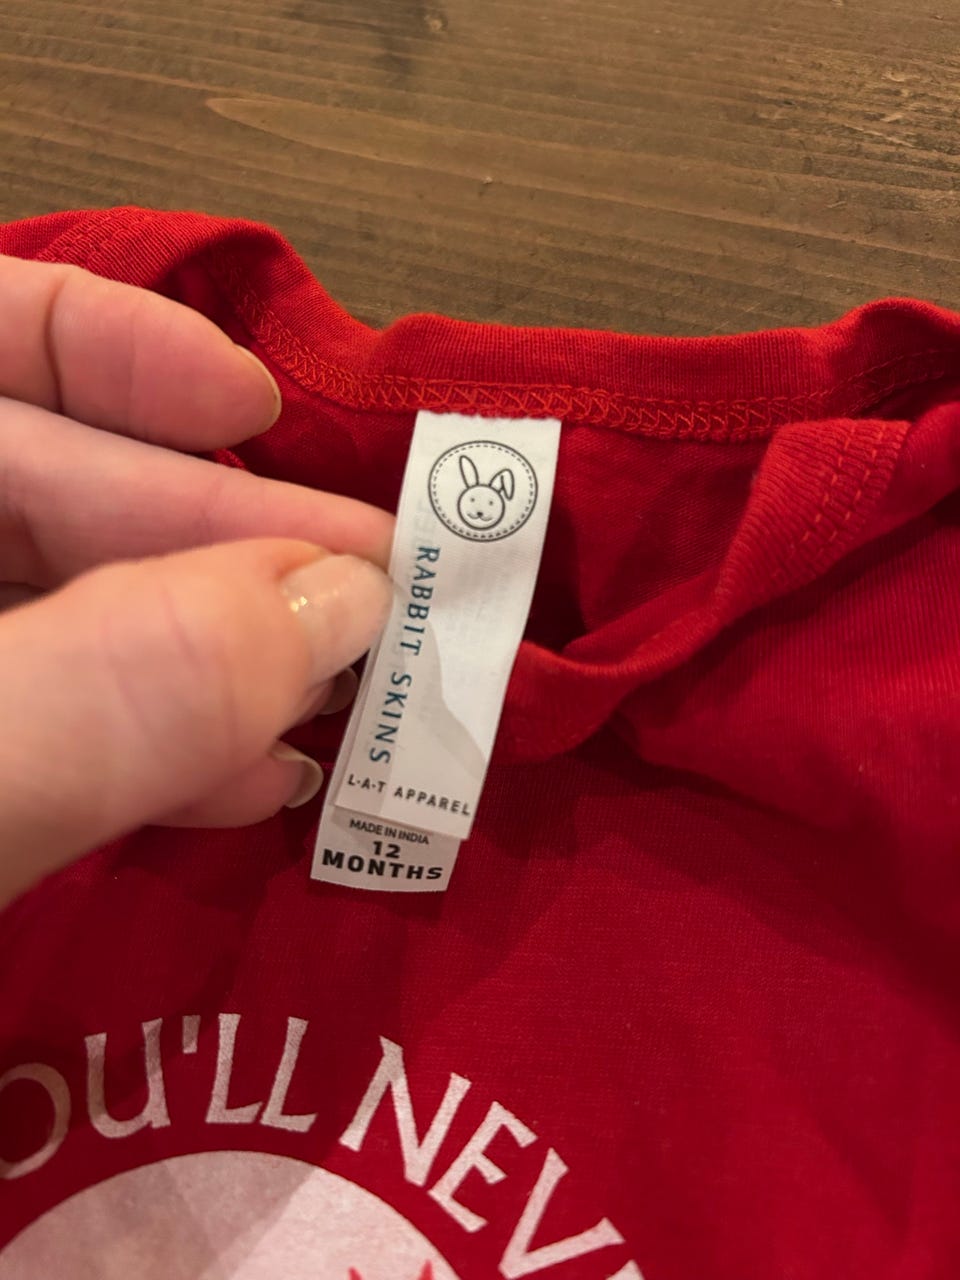 RABBIT SKINS
L·A·T APPAREL
MADE IN INDIA
12
MONTHS
OU'LL NEV